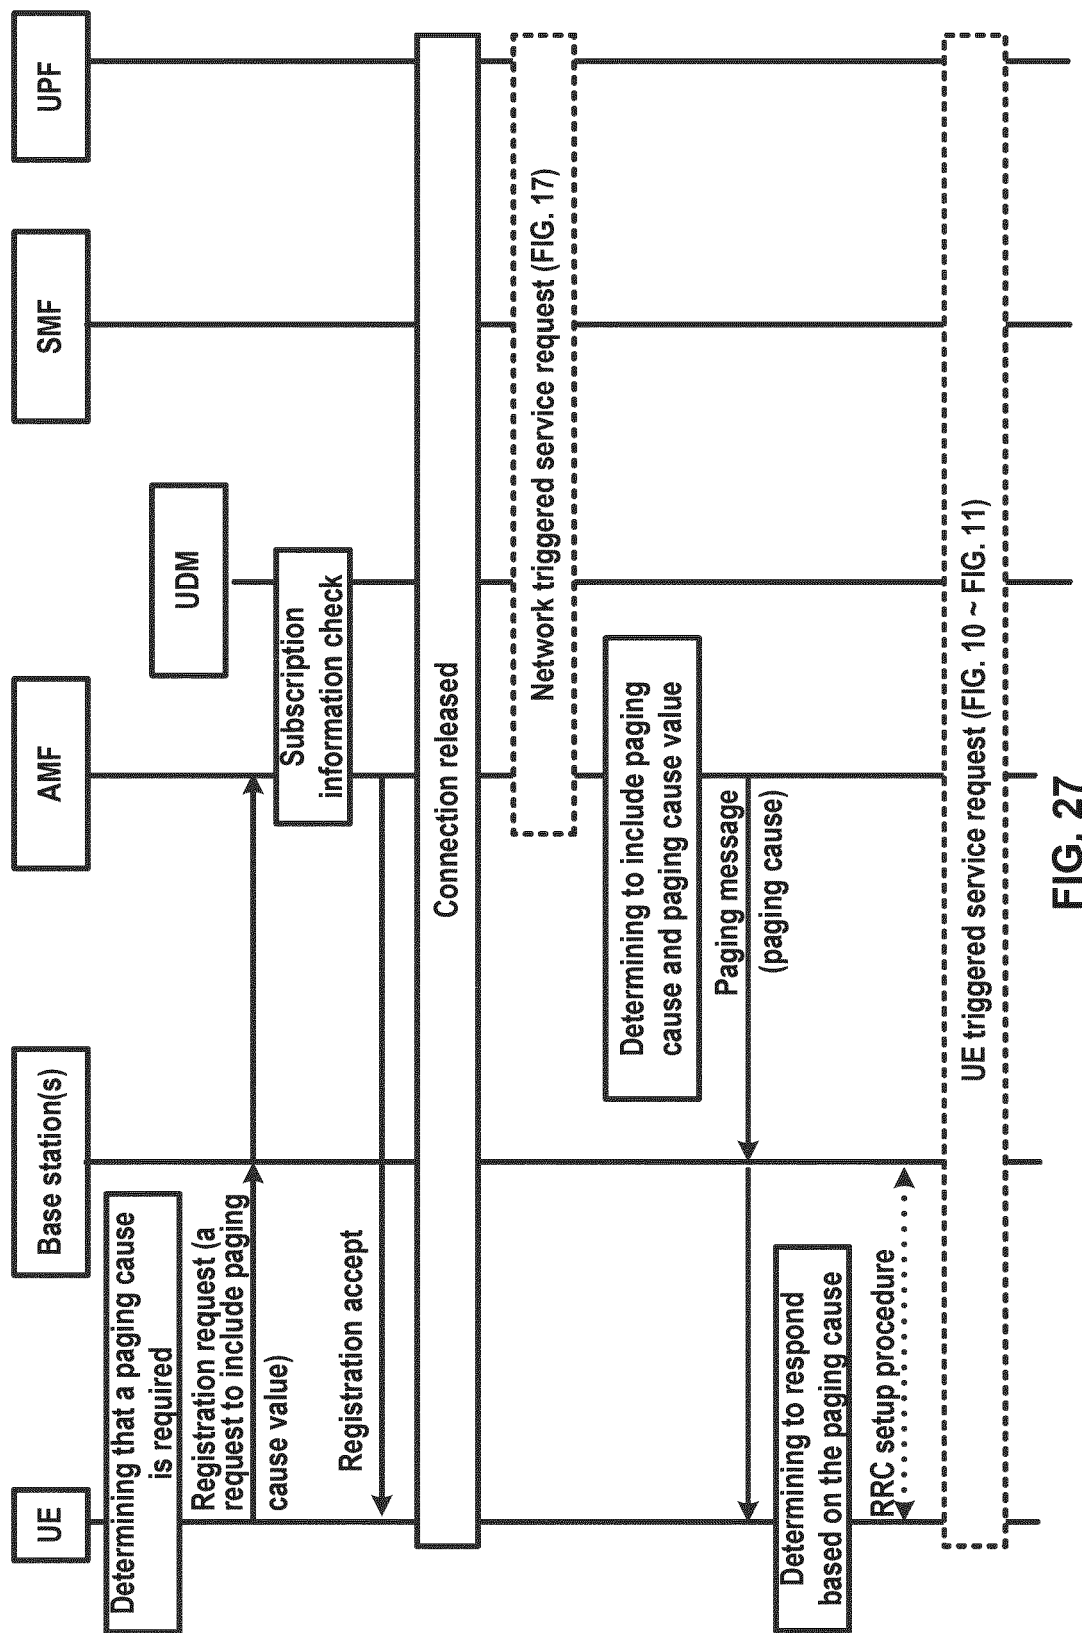 UE
Base station(s)
AMF
UDM
SMF
UPF
Determining that a paging cause
is required
Registration request (a
request to include paging
cause value)
Subscription
information check
Registration accept
Connection released
Network triggered service request (FIG. 17)
Determining to include paging
cause and paging cause value
Paging message
(paging cause)
Determining to respond
based on the paging cause
RRC setup procedure
UE triggered service request (FIG. 10 ~ FIG. 11)
FIG. 27